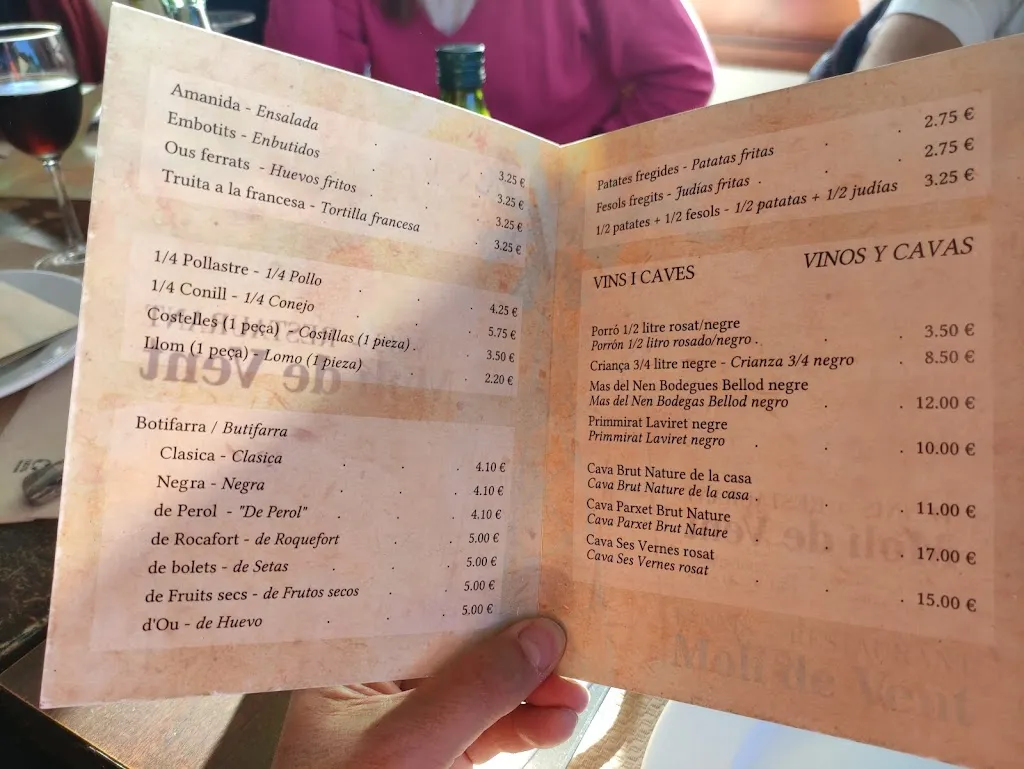 Amanida - Ensalada 3.25 €
Embotits - Enbutidos 3.25 €
Ous ferrats - Huevos fritos 3.25 €
Truita a la francesa - Tortilla francesa 3.25 €
1/4 Pollastre - 1/4 Pollo 4.25 €
1/4 Conill - 1/4 Conejo 5.75 €
Costelles (1 peça) - Costillas (1 pieza) 3.50 €
Llom (1 peça) - Lomo (1 pieza) 2.20 €
Botifarra / Butifarra
Clasica - Clasica 4.10 €
Negra - Negra 4.10 €
de Perol - "De Perol" 4.10 €
de Rocafort - de Roquefort 5.00 €
de bolets - de Setas 5.00 €
de Fruits secs - de Frutos secos 5.00 €
d'Ou - de Huevo 5.00 €
Patates fregides - Patatas fritas 2.75 €
Fesols fregits - Judías fritas 2.75 €
1/2 patates + 1/2 fesols - 1/2 patatas + 1/2 judías 3.25 €
VINS I CAVES VINOS Y CAVAS
Porró 1/2 litre rosat/negre
Porrón 1/2 litro rosado/negro 3.50 €
Criança 3/4 litre negre - Crianza 3/4 negro 8.50 €
Mas del Nen Bodegues Bellod negre
Mas del Nen Bodegas Bellod negro 12.00 €
Primmirat Laviret negre
Primmirat Laviret negro 10.00 €
Cava Brut Nature de la casa
Cava Brut Nature de la casa 11.00 €
Cava Parxet Brut Nature
Cava Parxet Brut Nature 17.00 €
Cava Ses Vernes rosat
Cava Ses Vernes rosat 15.00 €
RESTAURANT
Molí de Vent